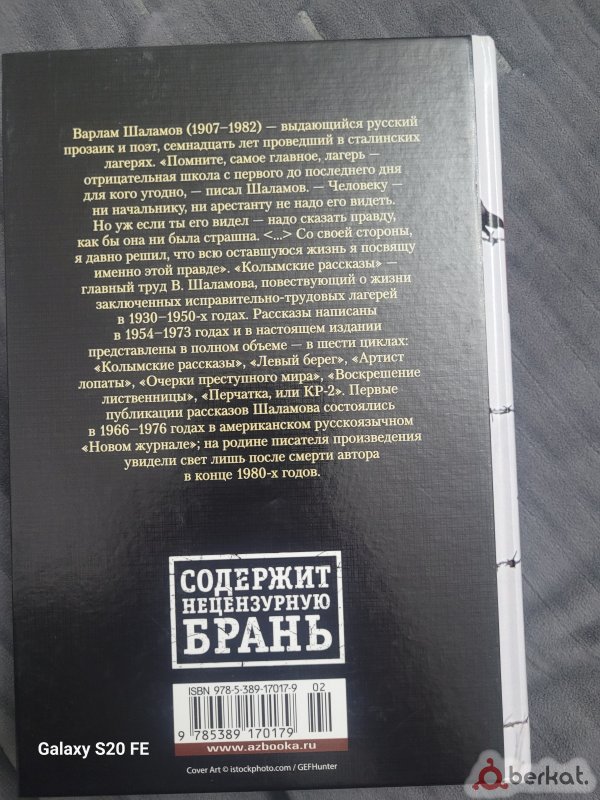 Варлам Шаламов (1907–1982) — выдающийся русский
прозаик и поэт, семнадцать лет проведший в сталинских
лагерях. «Помните, самое главное, лагерь —
отрицательная школа с первого до последнего дня
для кого угодно, — писал Шаламов. — Человеку —
ни начальнику, ни арестанту не надо его видеть.
Но уж если ты его видел — надо сказать правду,
как бы она ни была страшна. <...> Со своей стороны,
я давно решил, что всю оставшуюся жизнь я посвящу
именно этой правде». «Колымские рассказы» —
главный труд В. Шаламова, повествующий о жизни
заключенных исправительно-трудовых лагерей
в 1930–1950-х годах. Рассказы написаны
в 1954–1973 годах и в настоящем издании
представлены в полном объеме — в шести циклах:
«Колымские рассказы», «Левый берег», «Артист
лопаты», «Очерки преступного мира», «Воскрешение
лиственницы», «Перчатка, или КР-2». Первые
публикации рассказов Шаламова состоялись
в 1966–1976 годах в американском русскоязычном
«Новом журнале»; на родине писателя произведения
увидели свет лишь после смерти автора
в конце 1980-х годов.
СОДЕРЖИТ
НЕЦЕНЗУРНУЮ
БРАНЬ
ISBN 978-5-389-17017-9 02
9 785389 170179
www.azbooka.ru
Cover Art © istockphoto.com / GEFHunter
Galaxy S20 FE
berkat.